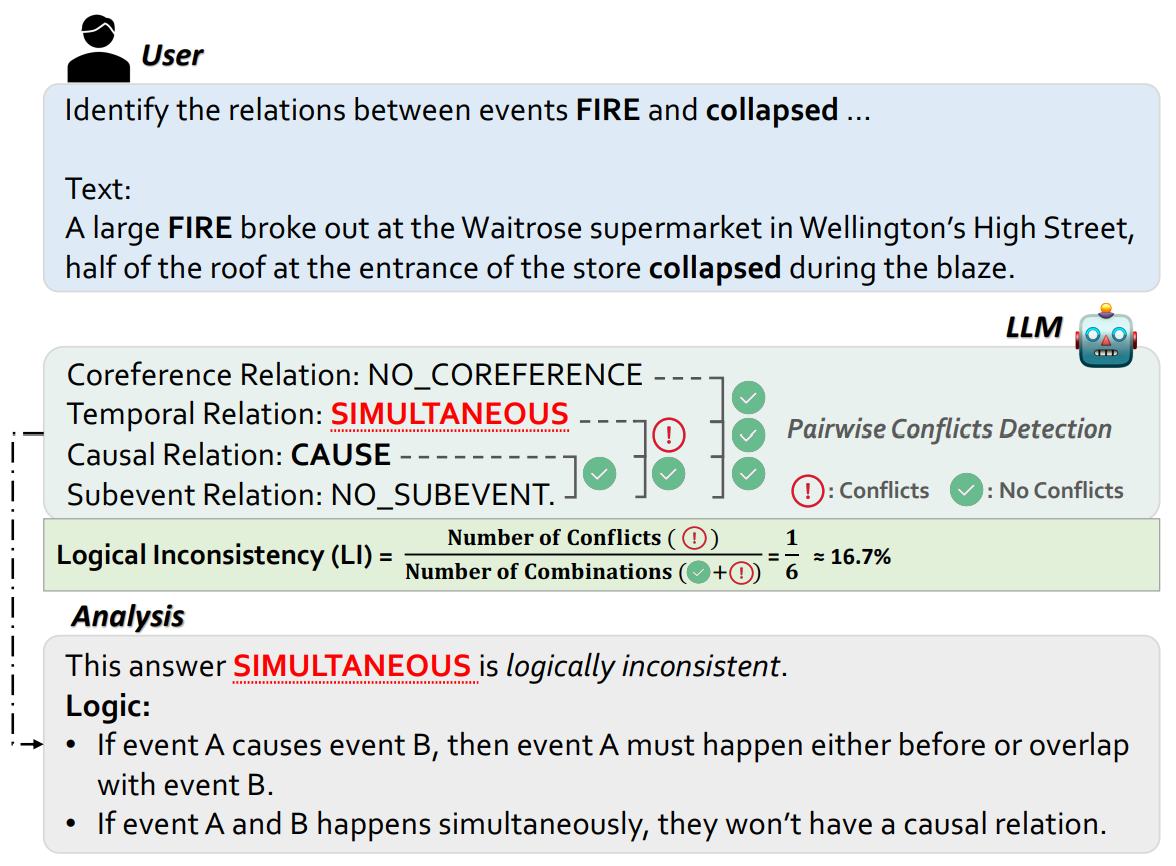 User
Identify the relations between events FIRE and collapsed ...
Text:
A large FIRE broke out at the Waitrose supermarket in Wellington's High Street,
half of the roof at the entrance of the store collapsed during the blaze.
LLM
Coreference Relation: NO_COREFERENCE
Temporal Relation: SIMULTANEOUS
Causal Relation: CAUSE
Subevent Relation: NO_SUBEVENT.
Pairwise Conflicts Detection
! : Conflicts ✓ : No Conflicts
Logical Inconsistency (LI) = Number of Conflicts ( ! ) / Number of Combinations ( ✓ + ! ) = 1 / 6 ≈ 16.7%
Analysis
This answer SIMULTANEOUS is logically inconsistent.
Logic:
• If event A causes event B, then event A must happen either before or overlap
with event B.
• If event A and B happens simultaneously, they won't have a causal relation.